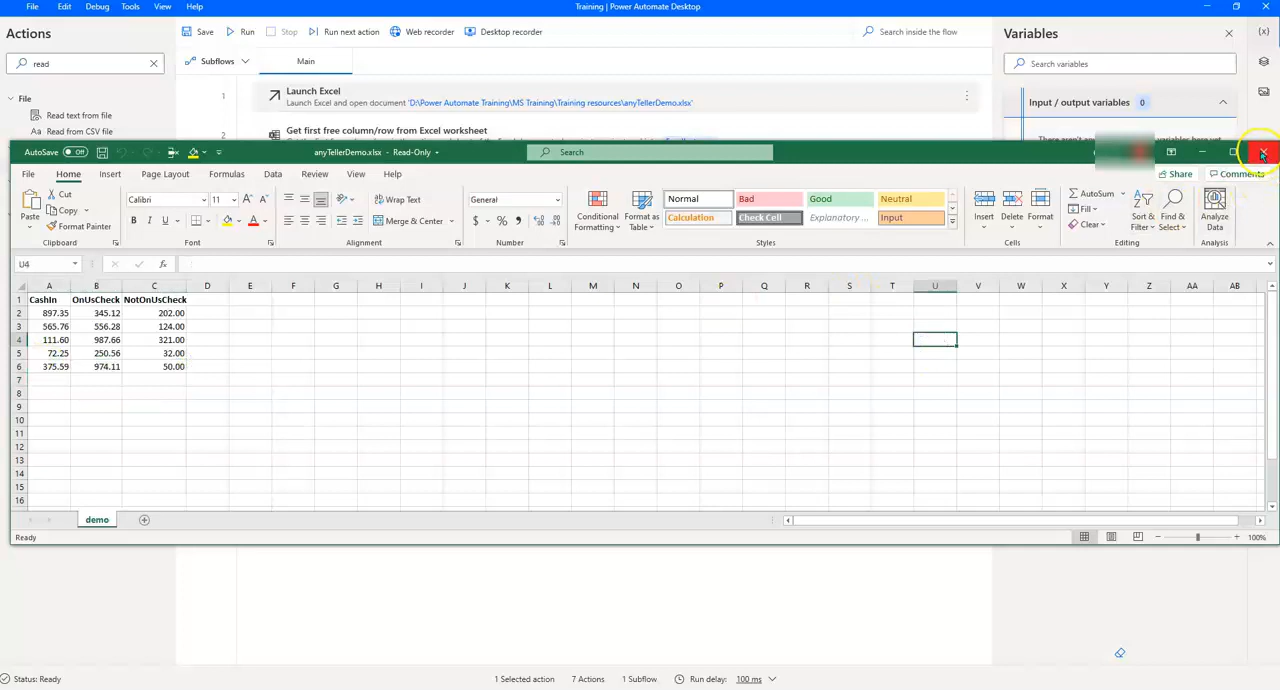 File Edit Debug Tools View Help Training | Power Automate Desktop
Actions
read
File
Read text from file
Read from CSV file
Save Run Stop Run next action Web recorder Desktop recorder Search inside the flow
Subflows Main
1 Launch Excel
Launch Excel and open document 'D:\Power Automate Training\MS Training\Training resources\anyTellerDemo.xlsx'
2 Get first free column/row from Excel worksheet
Variables
{x}
Search variables
Input / output variables 0
AutoSave Off anyTellerDemo.xlsx - Read-Only Search
File Home Insert Page Layout Formulas Data Review View Help Share Comments
Paste Cut Copy Format Painter
Calibri 11
B I U
Wrap Text
Merge & Center
General
$ % ,
Conditional Formatting Format as Table
Normal Bad Good Neutral
Calculation Check Cell Explanatory ... Input
Insert Delete Format
AutoSum Fill Clear
Sort & Filter Find & Select
Analyze Data
Clipboard Font Alignment Number Styles Cells Editing Analysis
U4 fx
A B C D E F G H I J K L M N O P Q R S T U V W X Y Z AA AB
1 CashIn OnUsCheck NotOnUsCheck
2 897.35 345.12 202.00
3 565.76 556.28 124.00
4 111.60 987.66 321.00
5 72.25 250.56 32.00
6 375.59 974.11 50.00
7
8
9
10
11
12
13
14
15
16
demo
Ready 100%
Status: Ready 1 Selected action 7 Actions 1 Subflow Run delay: 100 ms